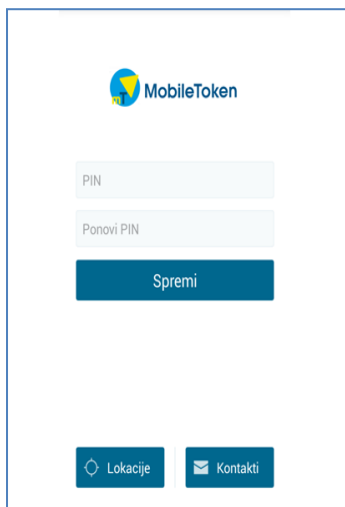 MobileToken
PIN
Ponovi PIN
Spremi
Lokacije
Kontakti